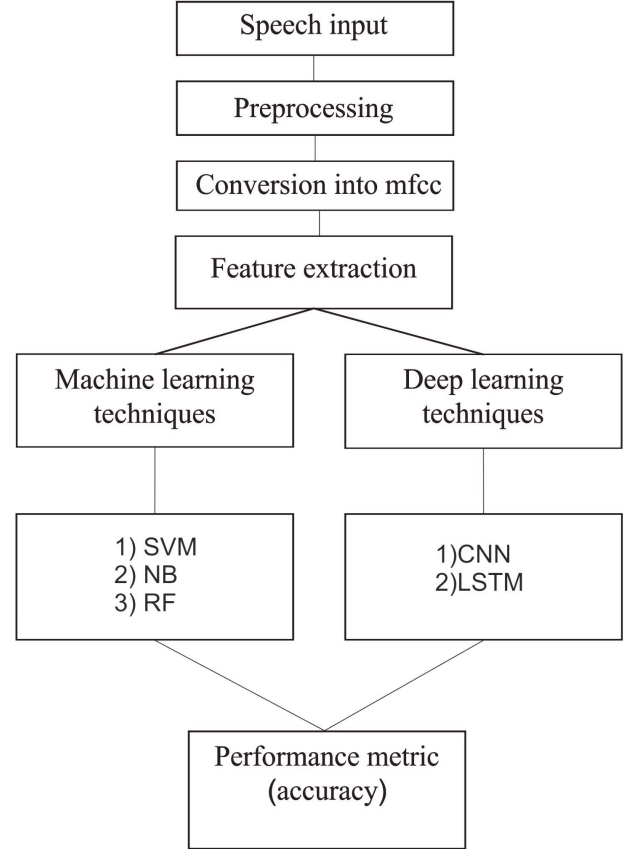 Speech input
Preprocessing
Conversion into mfcc
Feature extraction
Machine learning
techniques
Deep learning
techniques
1) SVM
2) NB
3) RF
1)CNN
2)LSTM
Performance metric
(accuracy)